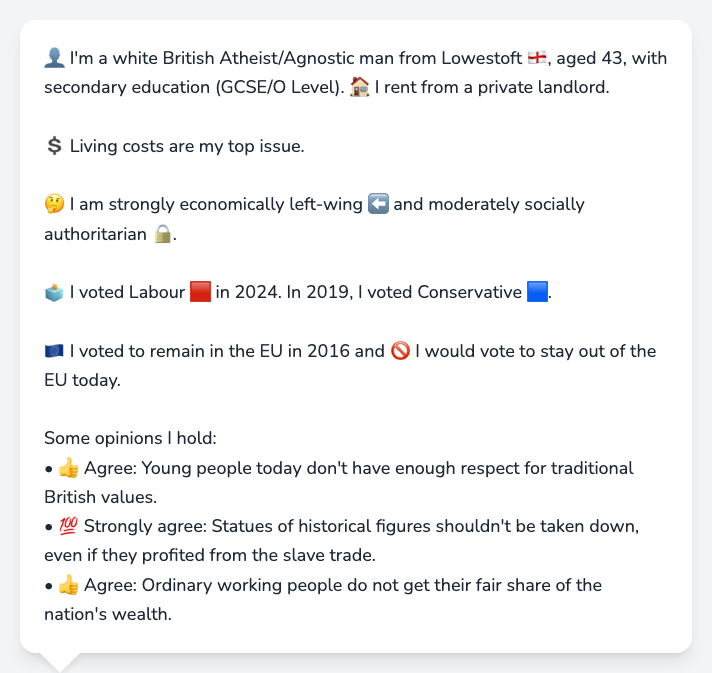 👤 I'm a white British Atheist/Agnostic man from Lowestoft 🏴󠁧󠁢󠁥󠁮󠁧󠁿, aged 43, with
secondary education (GCSE/O Level). 🏠 I rent from a private landlord.
💲 Living costs are my top issue.
🤔 I am strongly economically left-wing ⬅️ and moderately socially
authoritarian 🔒.
🗳️ I voted Labour 🟥 in 2024. In 2019, I voted Conservative 🟦.
🇪🇺 I voted to remain in the EU in 2016 and 🚫 I would vote to stay out of the
EU today.
Some opinions I hold:
• 👍 Agree: Young people today don't have enough respect for traditional
British values.
• 💯 Strongly agree: Statues of historical figures shouldn't be taken down,
even if they profited from the slave trade.
• 👍 Agree: Ordinary working people do not get their fair share of the
nation's wealth.